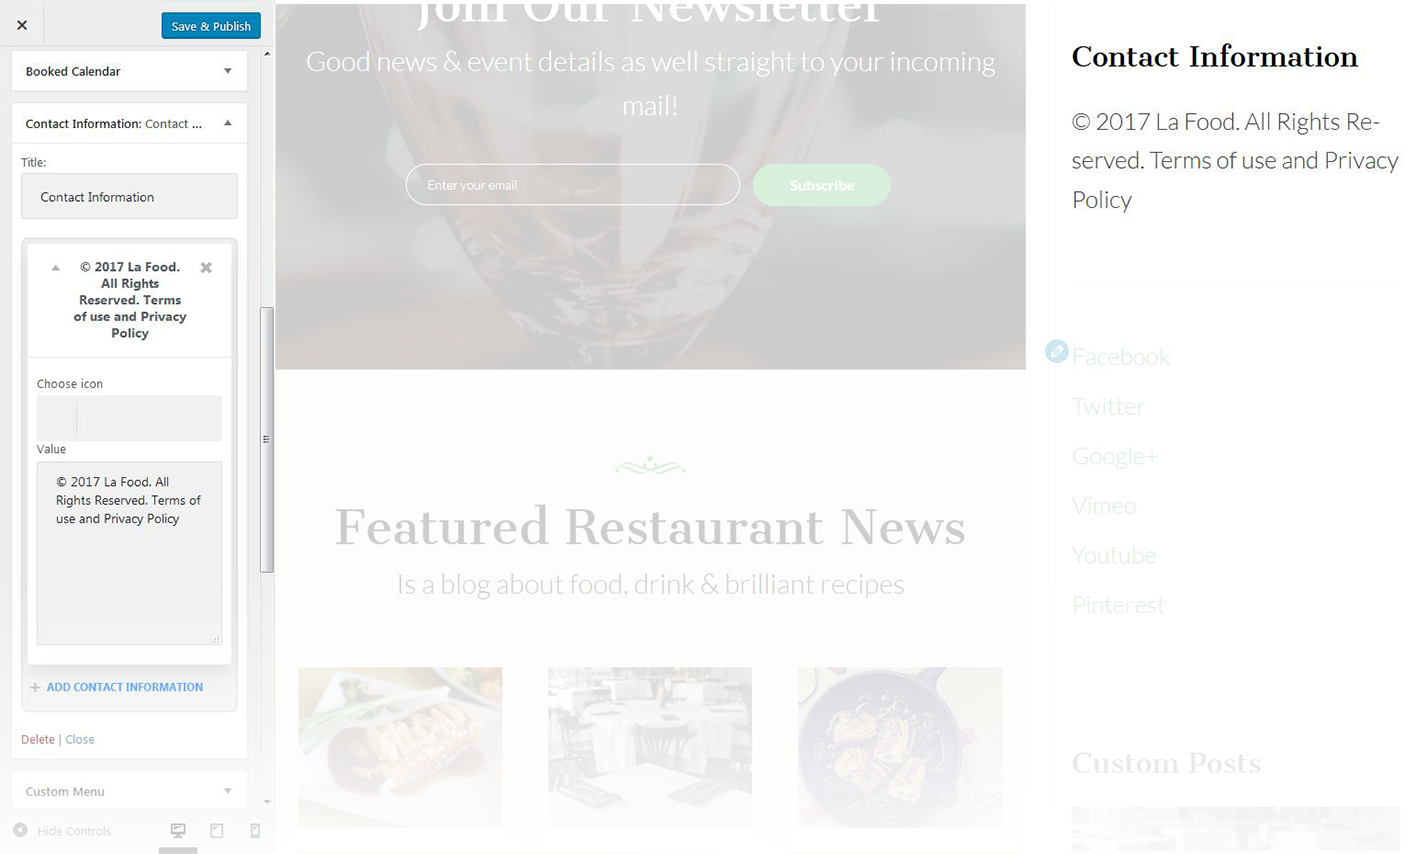 Save & Publish
Booked Calendar
Contact Information: Contact ...
Title:
Contact Information
© 2017 La Food.
All Rights
Reserved. Terms
of use and Privacy
Policy
Choose icon
Value
© 2017 La Food. All
Rights Reserved. Terms of
use and Privacy Policy
ADD CONTACT INFORMATION
Delete | Close
Custom Menu
Hide Controls
Join Our Newsletter
Good news & event details as well straight to your incoming
mail!
Enter your email
Subscribe
Featured Restaurant News
Is a blog about food, drink & brilliant recipes
Contact Information
© 2017 La Food. All Rights Re-
served. Terms of use and Privacy
Policy
Facebook
Twitter
Google+
Vimeo
Youtube
Pinterest
Custom Posts